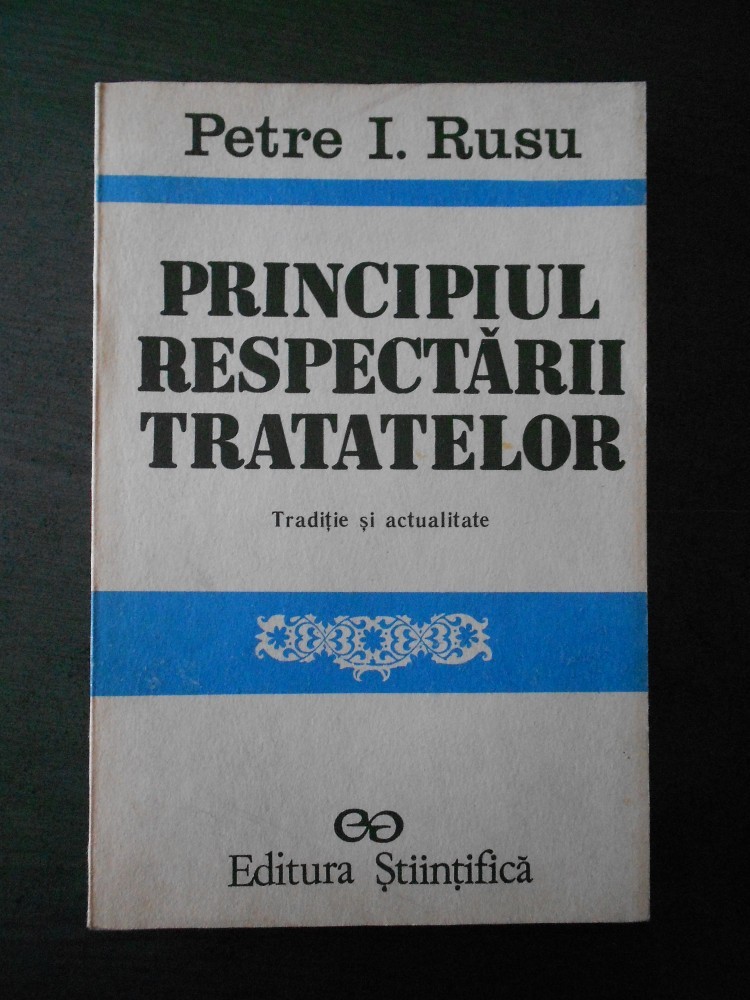 Petre I. Rusu
PRINCIPIUL
RESPECTĂRII
TRATATELOR
Tradiție și actualitate
Editura Științifică